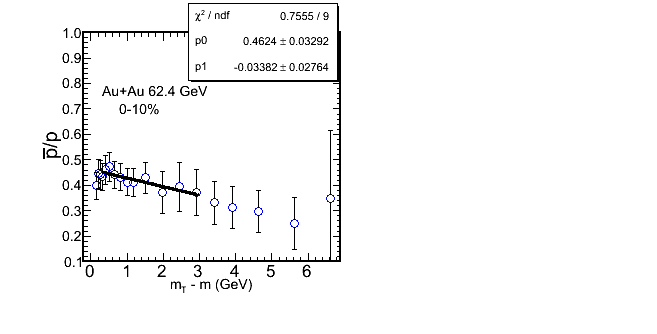 χ² / ndf 0.7555 / 9
p0 0.4624 ± 0.03292
p1 -0.03382 ± 0.02764
1.0
0.9
0.8
0.7
0.6
0.5
0.4
0.3
0.2
0.1
Au+Au 62.4 GeV
0-10%
p̅/p
0 1 2 3 4 5 6
m_T - m (GeV)